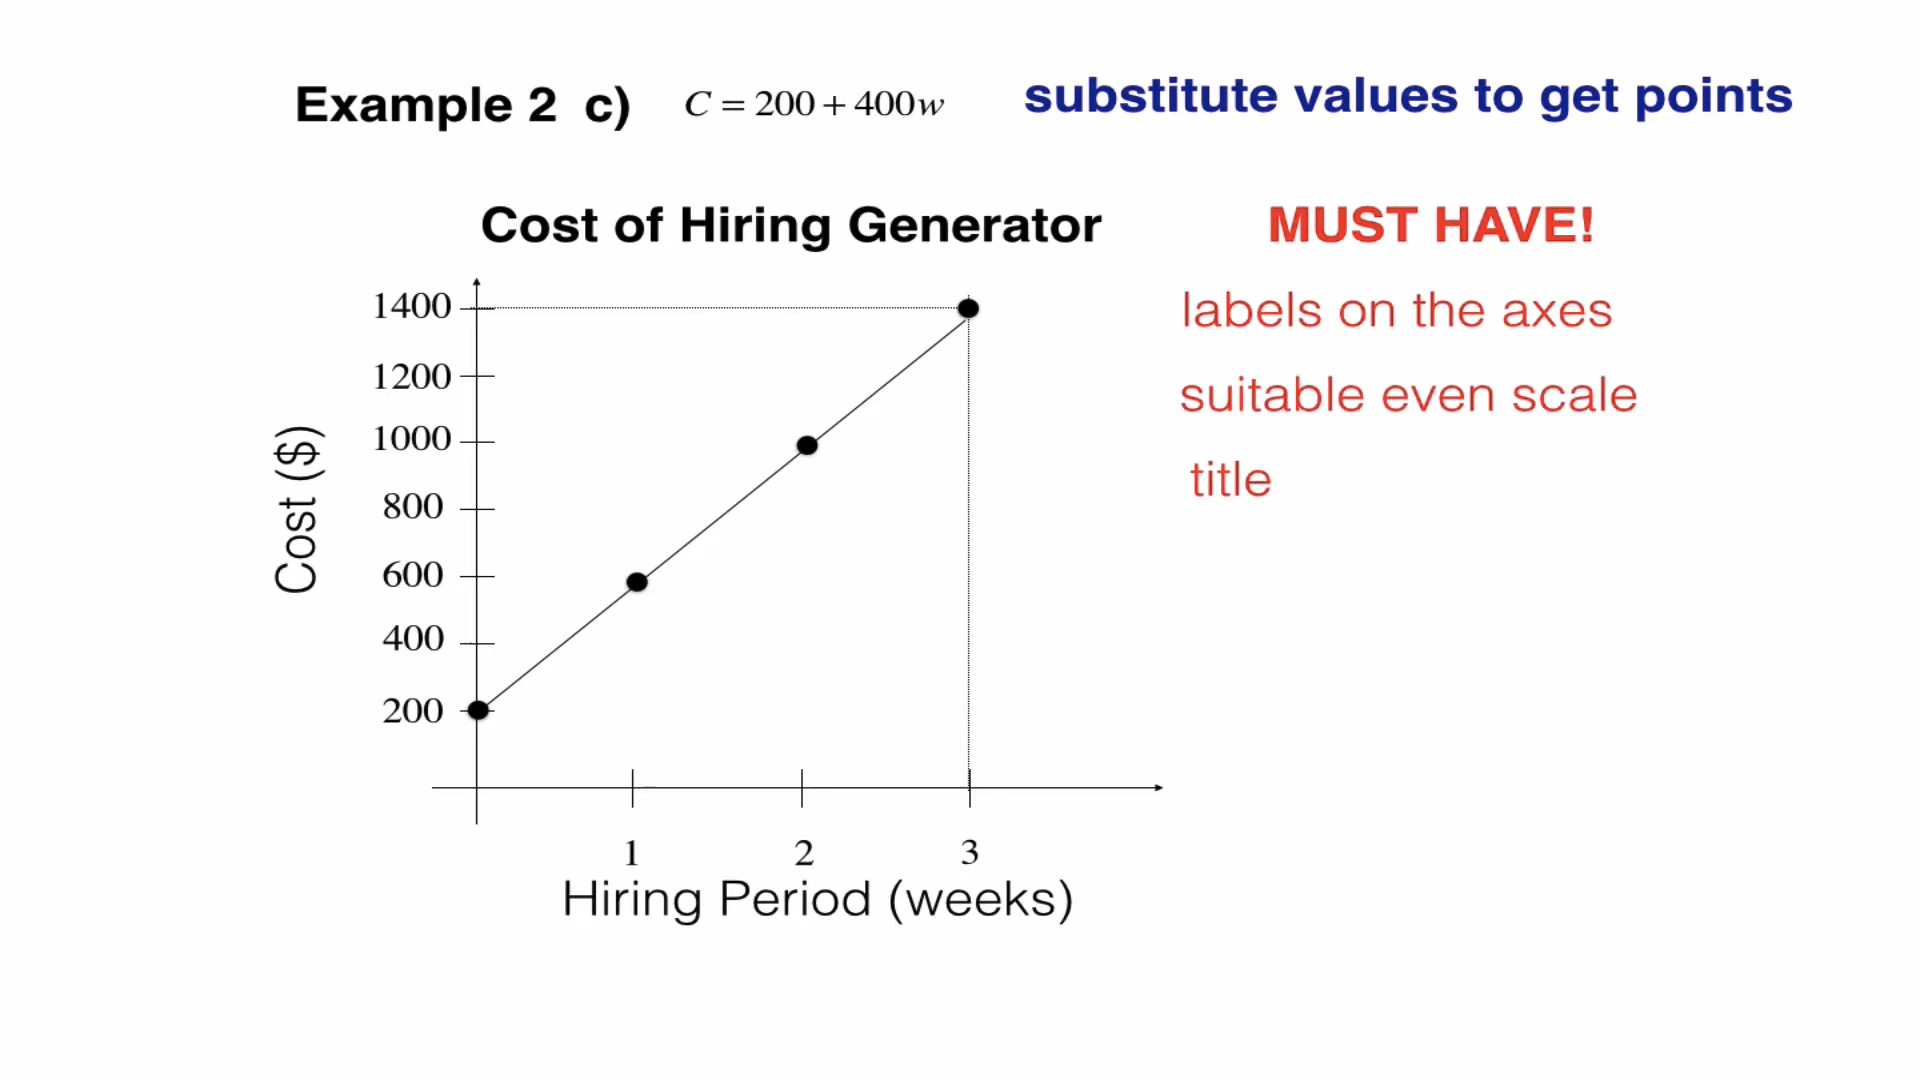 Example 2 c) C = 200 + 400w substitute values to get points
Cost of Hiring Generator
MUST HAVE!
labels on the axes
suitable even scale
title
Cost ($)
1400
1200
1000
800
600
400
200
1 2 3
Hiring Period (weeks)